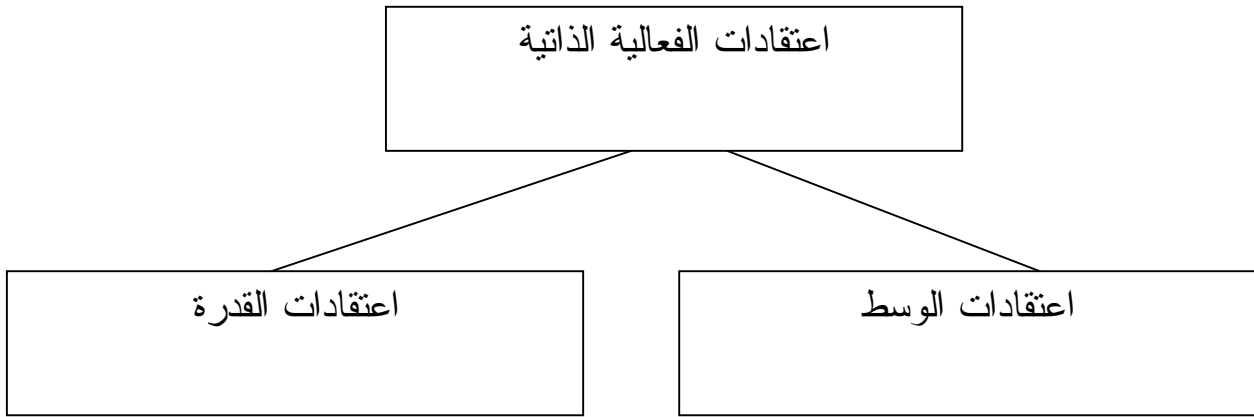 اعتقادات الفعالية الذاتية
اعتقادات الوسط
اعتقادات القدرة